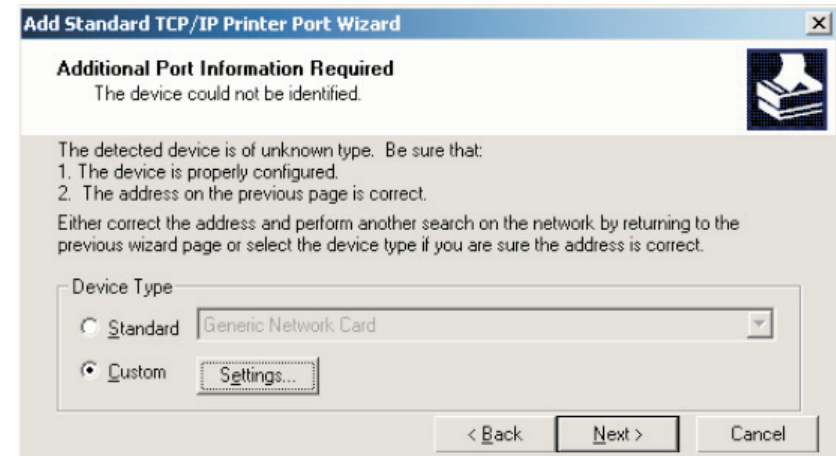 Add Standard TCP/IP Printer Port Wizard
Additional Port Information Required
The device could not be identified.
The detected device is of unknown type. Be sure that:
1. The device is properly configured.
2. The address on the previous page is correct.
Either correct the address and perform another search on the network by returning to the
previous wizard page or select the device type if you are sure the address is correct.
Device Type
Standard Generic Network Card
Custom Settings...
< Back Next > Cancel